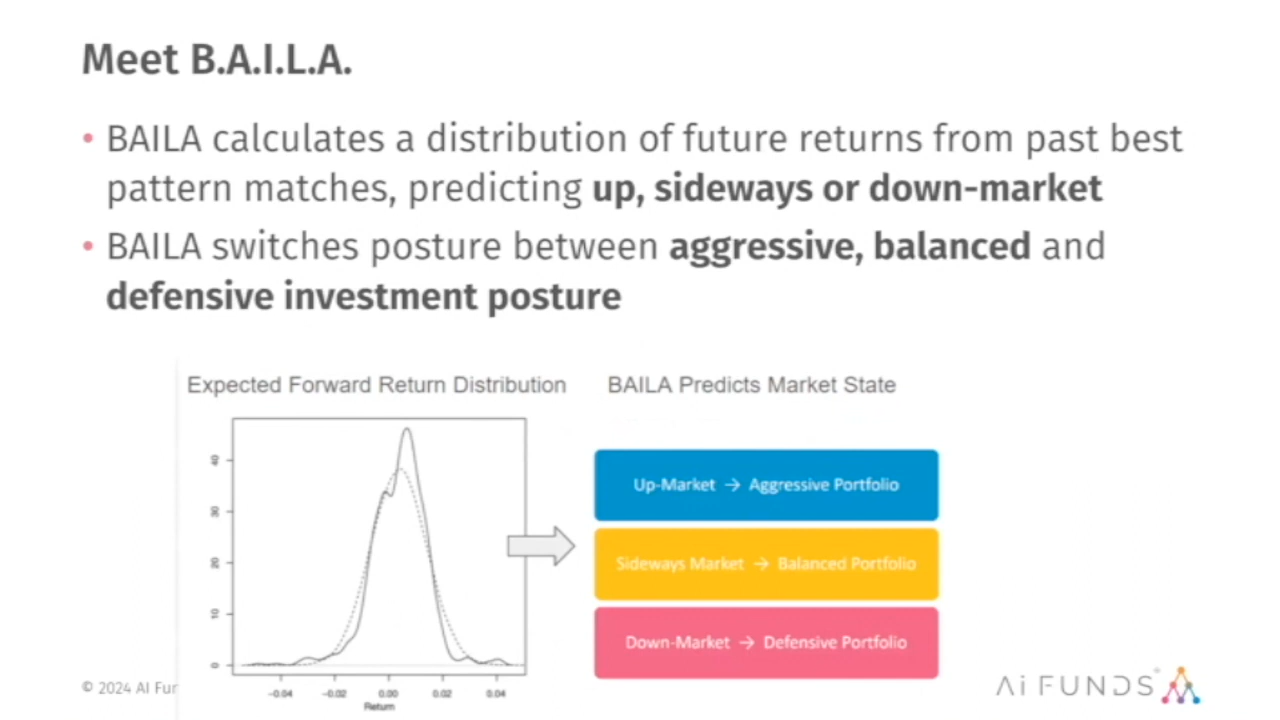 Meet B.A.I.L.A.
• BAILA calculates a distribution of future returns from past best
pattern matches, predicting up, sideways or down-market
• BAILA switches posture between aggressive, balanced and
defensive investment posture
Expected Forward Return Distribution
BAILA Predicts Market State
40
30
20
10
0
-0.04 -0.02 0.00 0.02 0.04
Return
Up-Market → Aggressive Portfolio
Sideways Market → Balanced Portfolio
Down-Market → Defensive Portfolio
© 2024 AI Fu
Ai FUNDS